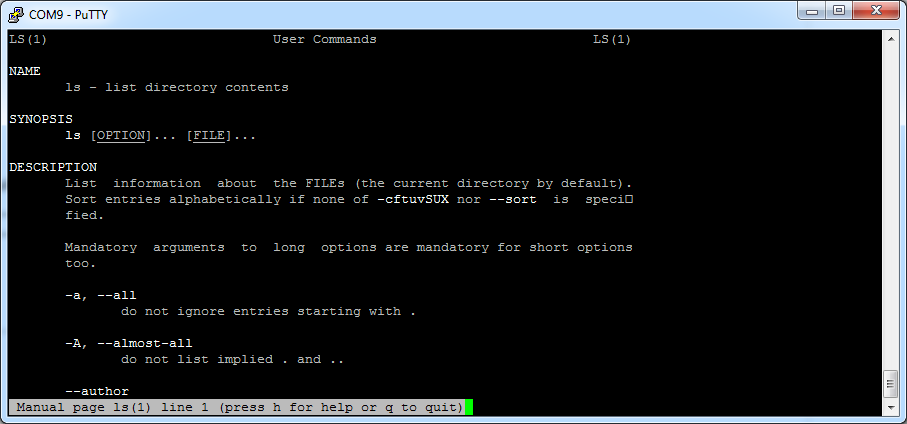 COM9 - PuTTY
LS(1) User Commands LS(1)
NAME
ls - list directory contents
SYNOPSIS
ls [OPTION]... [FILE]...
DESCRIPTION
List information about the FILEs (the current directory by default).
Sort entries alphabetically if none of -cftuvSUX nor --sort is speci□
fied.
Mandatory arguments to long options are mandatory for short options
too.
-a, --all
do not ignore entries starting with .
-A, --almost-all
do not list implied . and ..
--author
Manual page ls(1) line 1 (press h for help or q to quit)